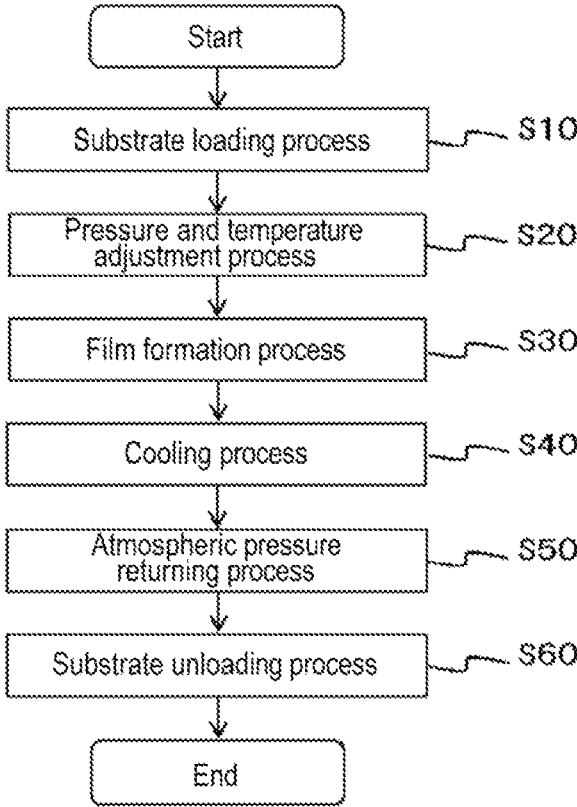 Start
Substrate loading process
S10
Pressure and temperature
adjustment process
S20
Film formation process
S30
Cooling process
S40
Atmospheric pressure
returning process
S50
Substrate unloading process
S60
End